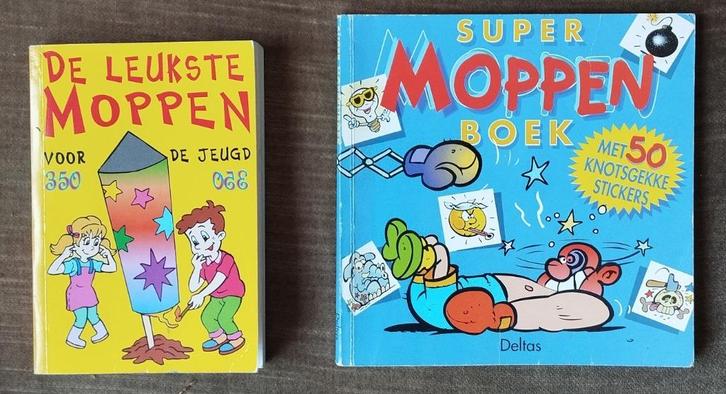 DE LEUKSTE
MOPPEN
VOOR DE JEUGD
350 350
SUPER
MOPPEN
BOEK
MET 50
KNOTSGEKKE
STICKERS
Deltas